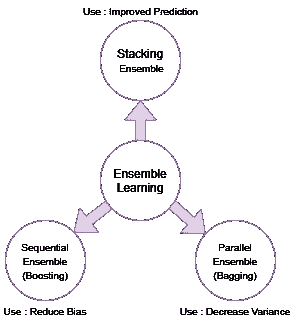 Use : Improved Prediction
Stacking
Ensemble
Ensemble
Learning
Sequential
Ensemble
(Boosting)
Parallel
Ensemble
(Bagging)
Use : Reduce Bias
Use : Decrease Variance